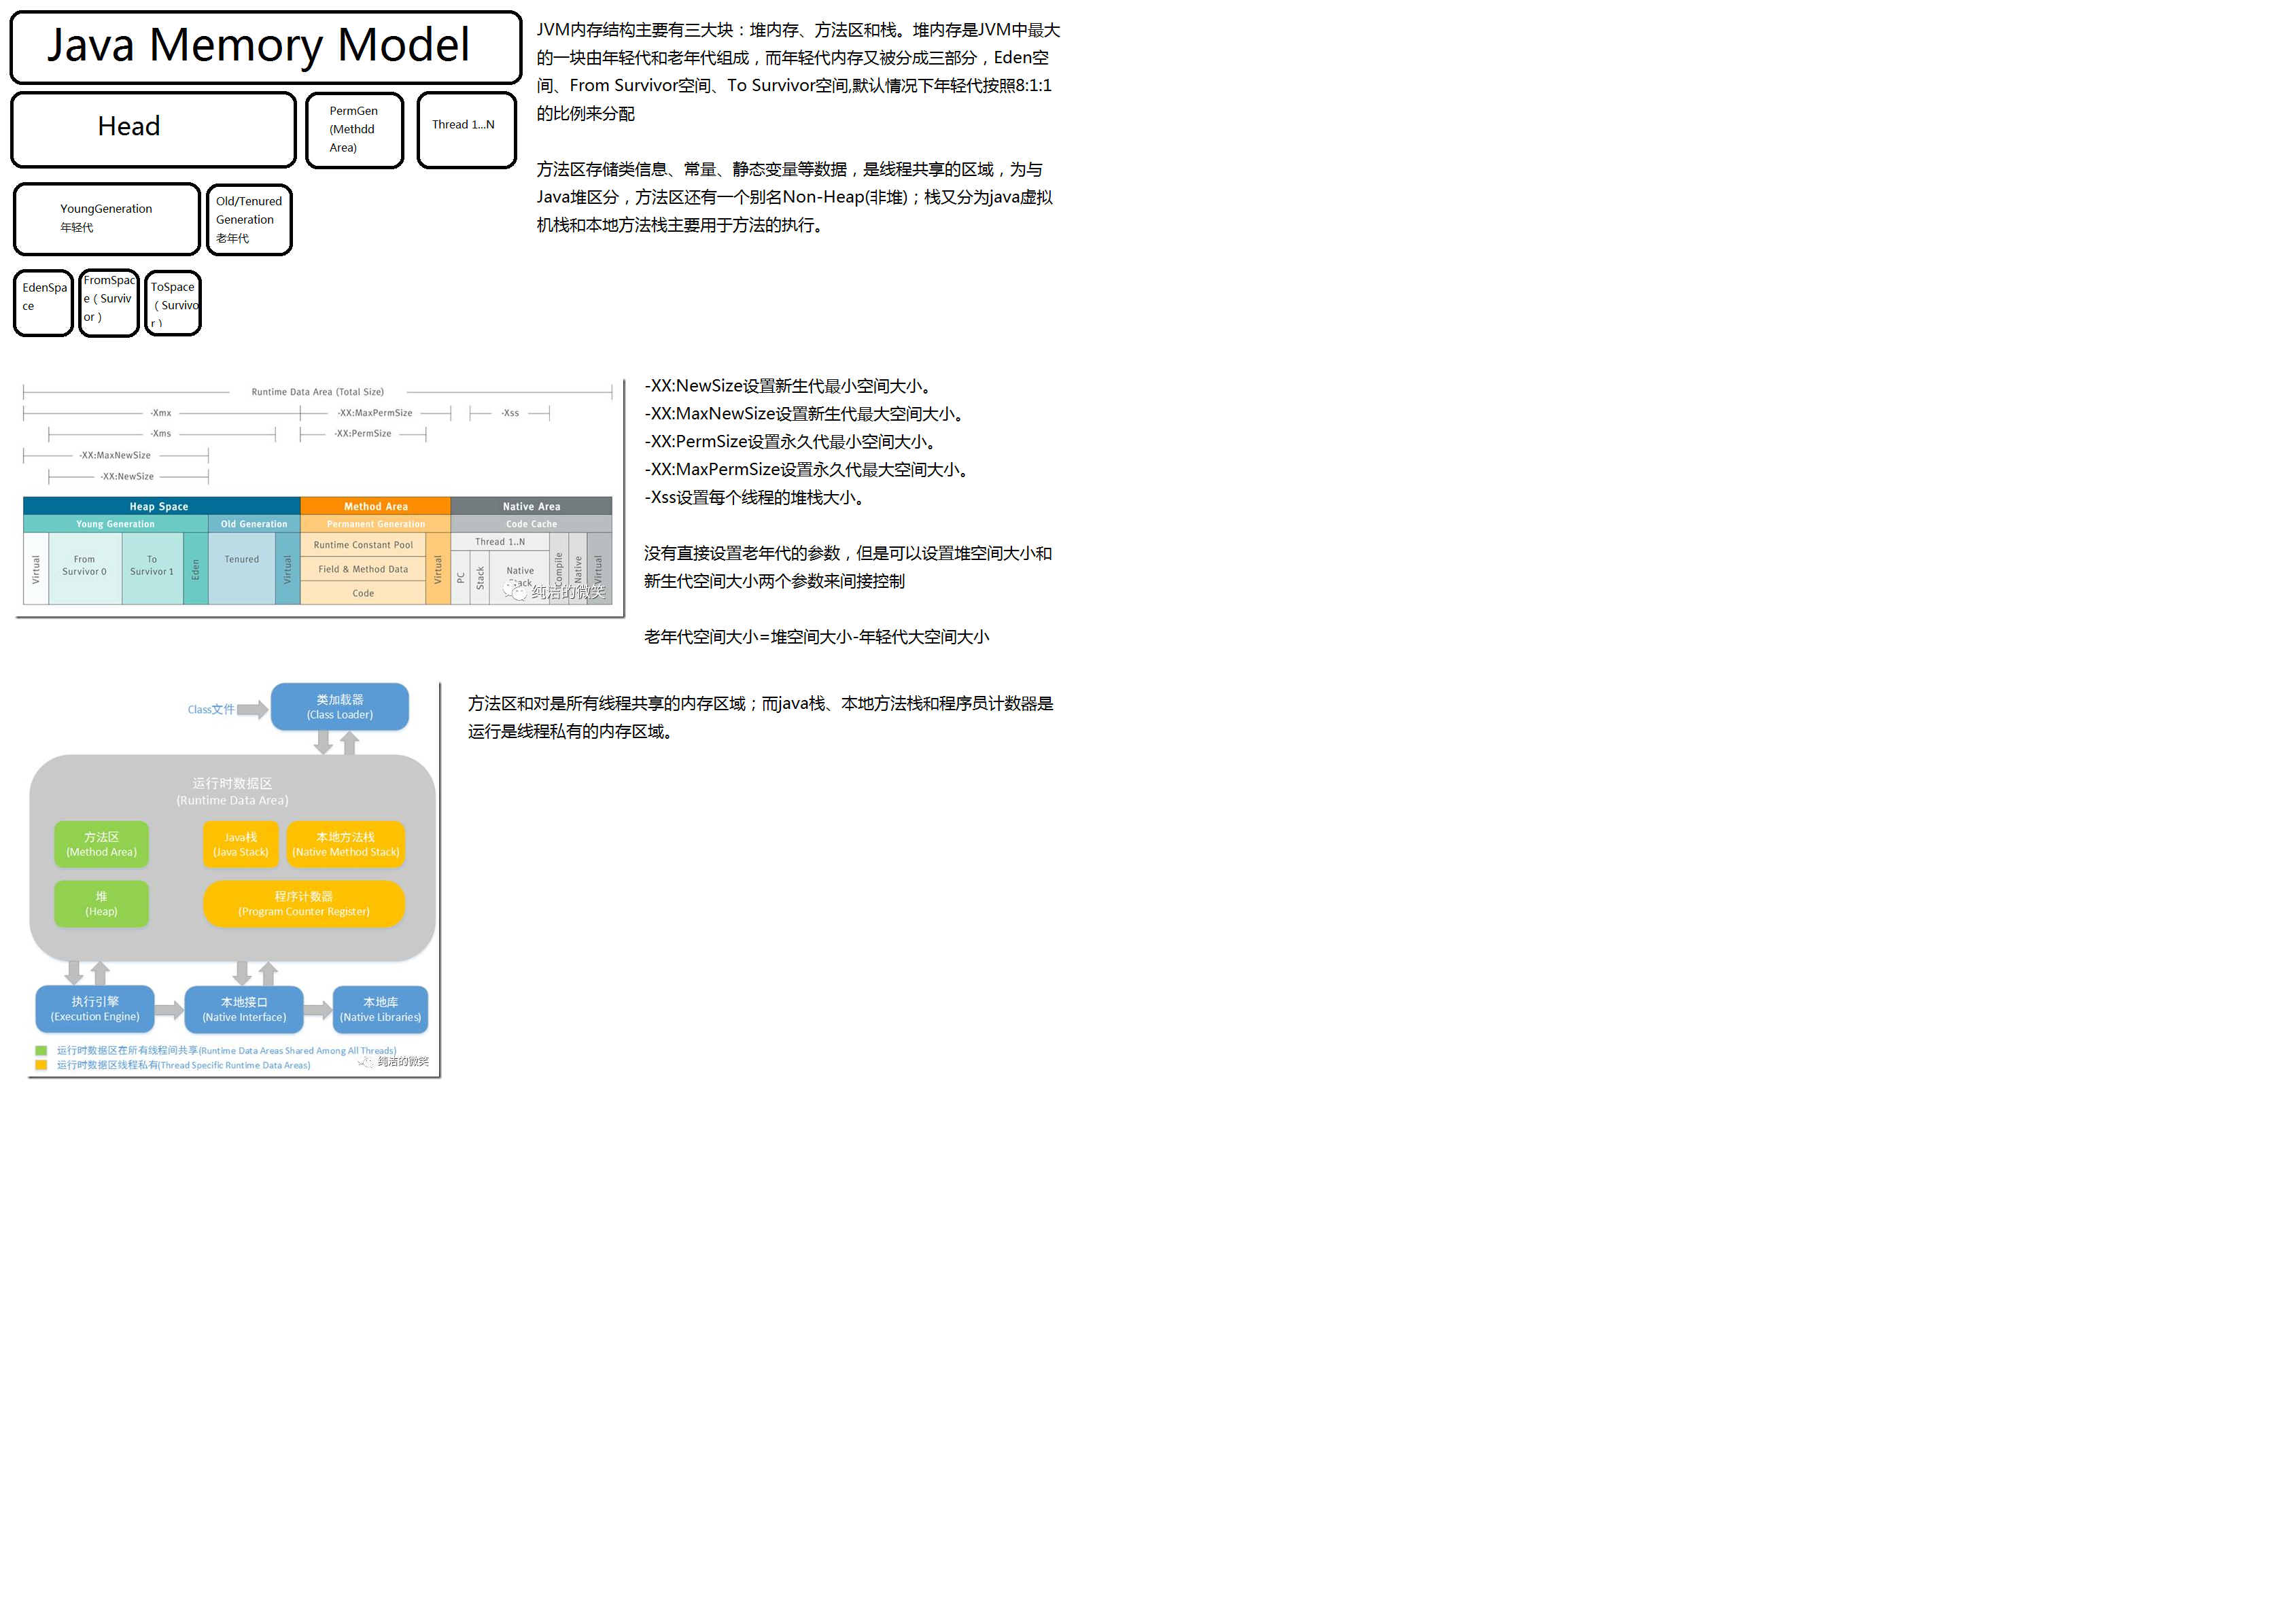 Java Memory Model
Head
PermGen
(Methdd
Area)
Thread 1...N
YoungGeneration
年轻代
Old/Tenured
Generation
老年代
EdenSpa
ce
FromSpac
e（Surviv
or）
ToSpace
（Survivo
r）
JVM内存结构主要有三大块：堆内存、方法区和栈。堆内存是JVM中最大
的一块由年轻代和老年代组成，而年轻代内存又被分成三部分，Eden空
间、From Survivor空间、To Survivor空间,默认情况下年轻代按照8:1:1
的比例来分配
方法区存储类信息、常量、静态变量等数据，是线程共享的区域，为与
Java堆区分，方法区还有一个别名Non-Heap(非堆)；栈又分为java虚拟
机栈和本地方法栈主要用于方法的执行。
Runtime Data Area (Total Size)
-Xmx
-XX:MaxPermSize
-Xss
-Xms
-XX:PermSize
-XX:MaxNewSize
-XX:NewSize
Heap Space
Method Area
Native Area
Young Generation
Old Generation
Permanent Generation
Code Cache
Virtual
From
Survivor 0
To
Survivor 1
Eden
Tenured
Virtual
Runtime Constant Pool
Field & Method Data
Code
Virtual
Thread 1..N
PC
Stack
Native
Stack
Compile
Native
Virtual
纯洁的微笑
-XX:NewSize设置新生代最小空间大小。
-XX:MaxNewSize设置新生代最大空间大小。
-XX:PermSize设置永久代最小空间大小。
-XX:MaxPermSize设置永久代最大空间大小。
-Xss设置每个线程的堆栈大小。
没有直接设置老年代的参数，但是可以设置堆空间大小和
新生代空间大小两个参数来间接控制
老年代空间大小=堆空间大小-年轻代大空间大小
Class文件
类加载器
(Class Loader)
运行时数据区
(Runtime Data Area)
方法区
(Method Area)
Java栈
(Java Stack)
本地方法栈
(Native Method Stack)
堆
(Heap)
程序计数器
(Program Counter Register)
执行引擎
(Execution Engine)
本地接口
(Native Interface)
本地库
(Native Libraries)
运行时数据区在所有线程间共享(Runtime Data Areas Shared Among All Threads)
运行时数据区线程私有(Thread Specific Runtime Data Areas)
纯洁的微笑
方法区和对是所有线程共享的内存区域；而java栈、本地方法栈和程序员计数器是
运行是线程私有的内存区域。